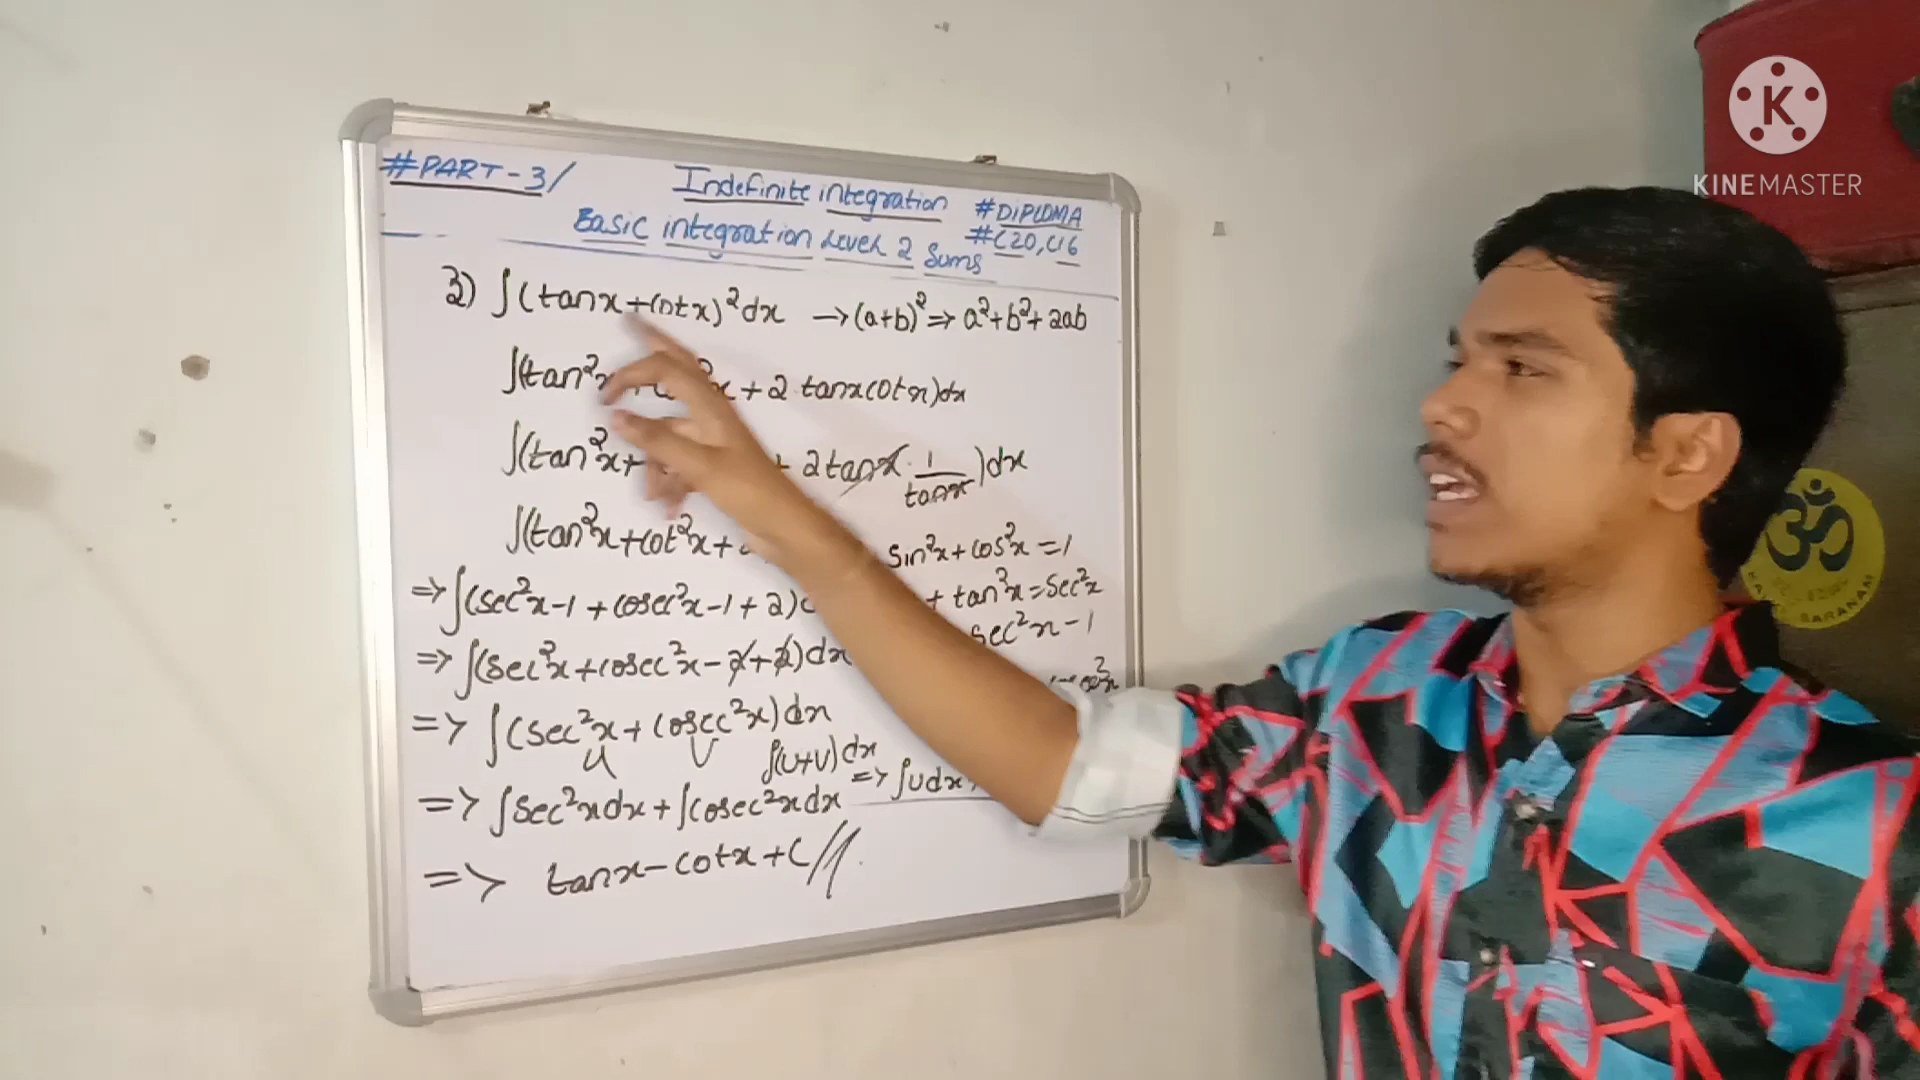 #PART-3/
Indefinite integration
#DIPLOMA
Basic integration Level 2 Sums
#C20, C16
3) ∫(tanx+cotx)²dx → (a+b)² ⇒ a²+b²+2ab
∫(tan²x + x + 2 tanx cotx)dx
∫(tan²x+ + 2tanx · 1/tanx)dx
∫(tan²x+cot²x+
sin²x+cos²x=1
⇒ ∫(sec²x-1+cosec²x-1+2)
+ tan²x=sec²x
sec²x-1
⇒ ∫(sec²x+cosec²x-2+2)dx
⇒ ∫(sec²x+cosec²x)dx
U V ∫(U+V)dx
⇒ ∫Udx
⇒ ∫sec²xdx+∫cosec²xdx
⇒ tanx-cotx+C//
K
KINEMASTER
ॐ
SARANAM